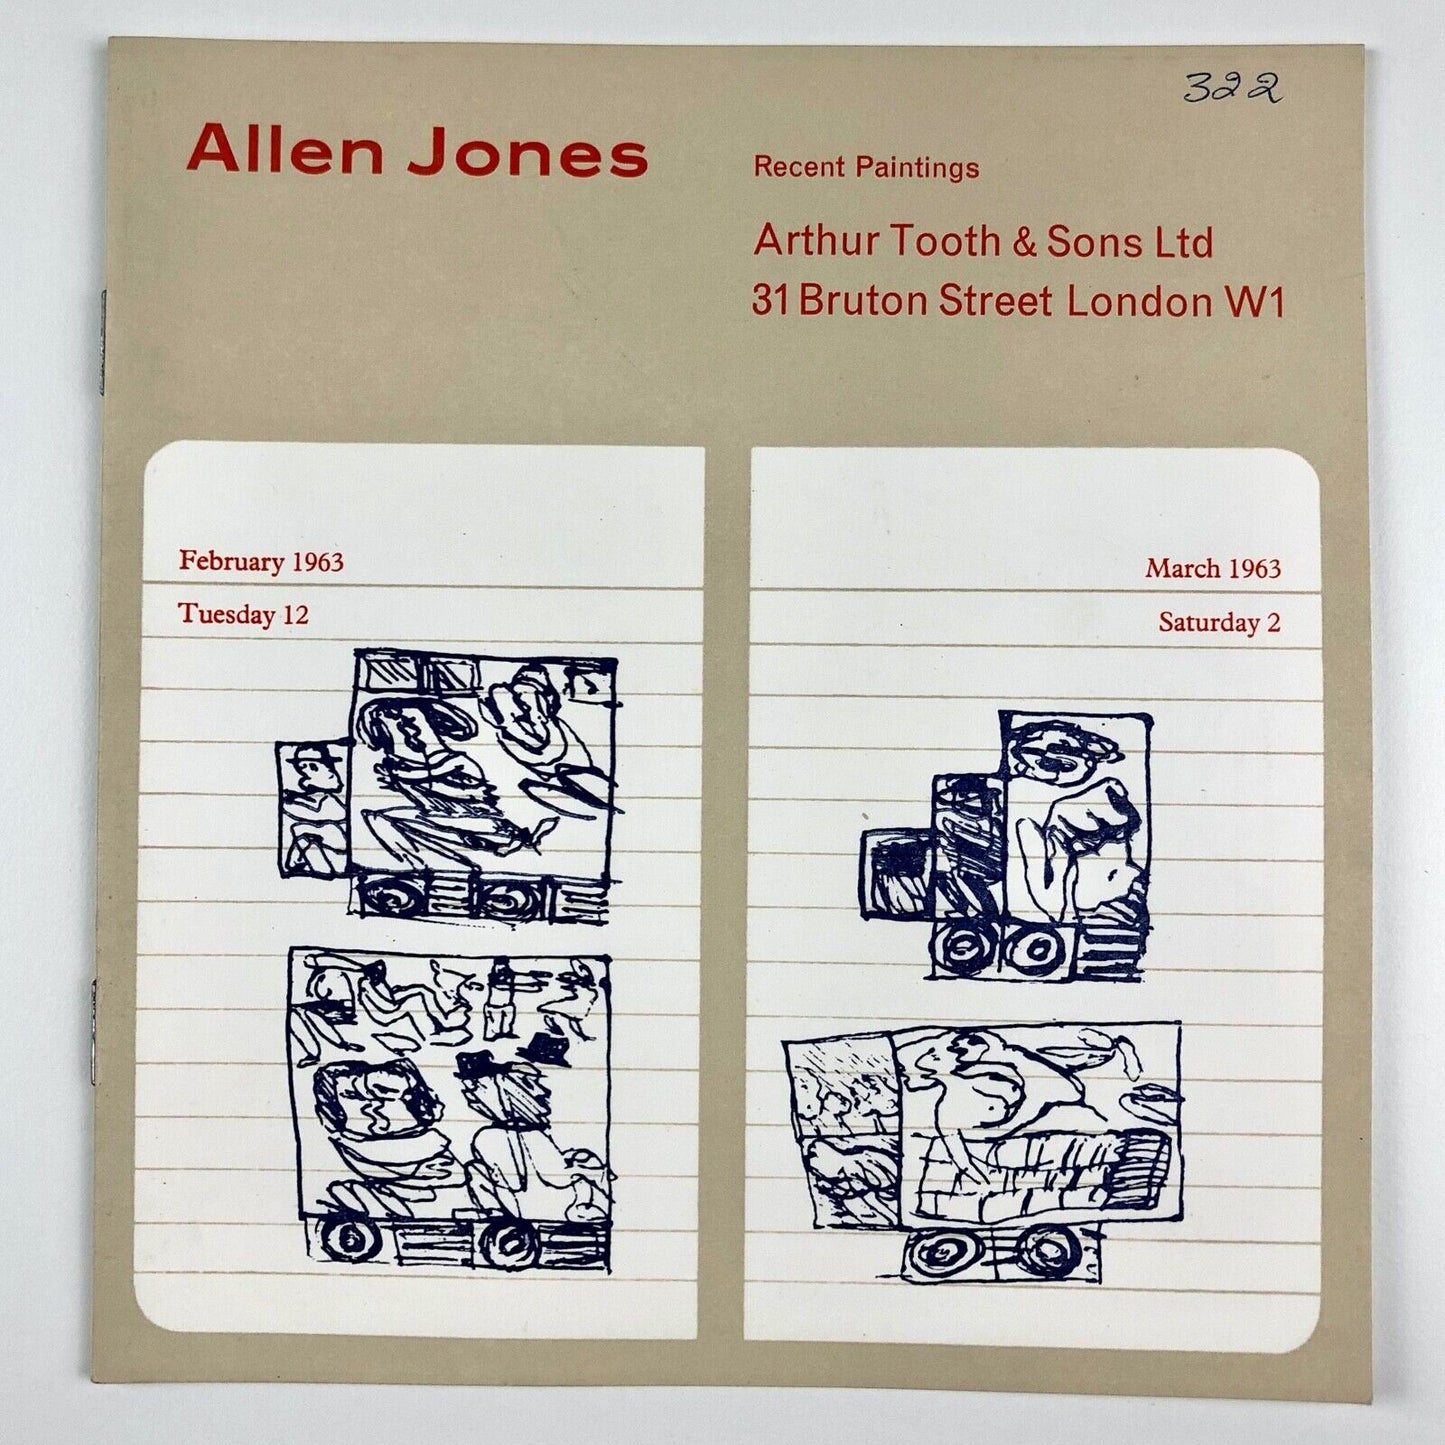 322
Allen Jones
Recent Paintings
Arthur Tooth & Sons Ltd
31 Bruton Street London W1
February 1963
Tuesday 12
March 1963
Saturday 2